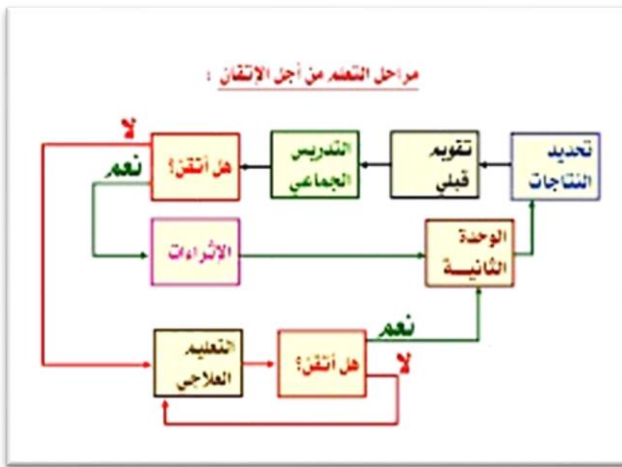 مراحل التعلم من أجل الإتقان :
تحديد
النتاجات
تقويم
قبلي
التدريس
الجماعي
هل أتقن؟
لا
نعم
الإثراءات
الوحدة
الثانيــة
نعم
لا
هل أتقن؟
التعليم
العلاجي